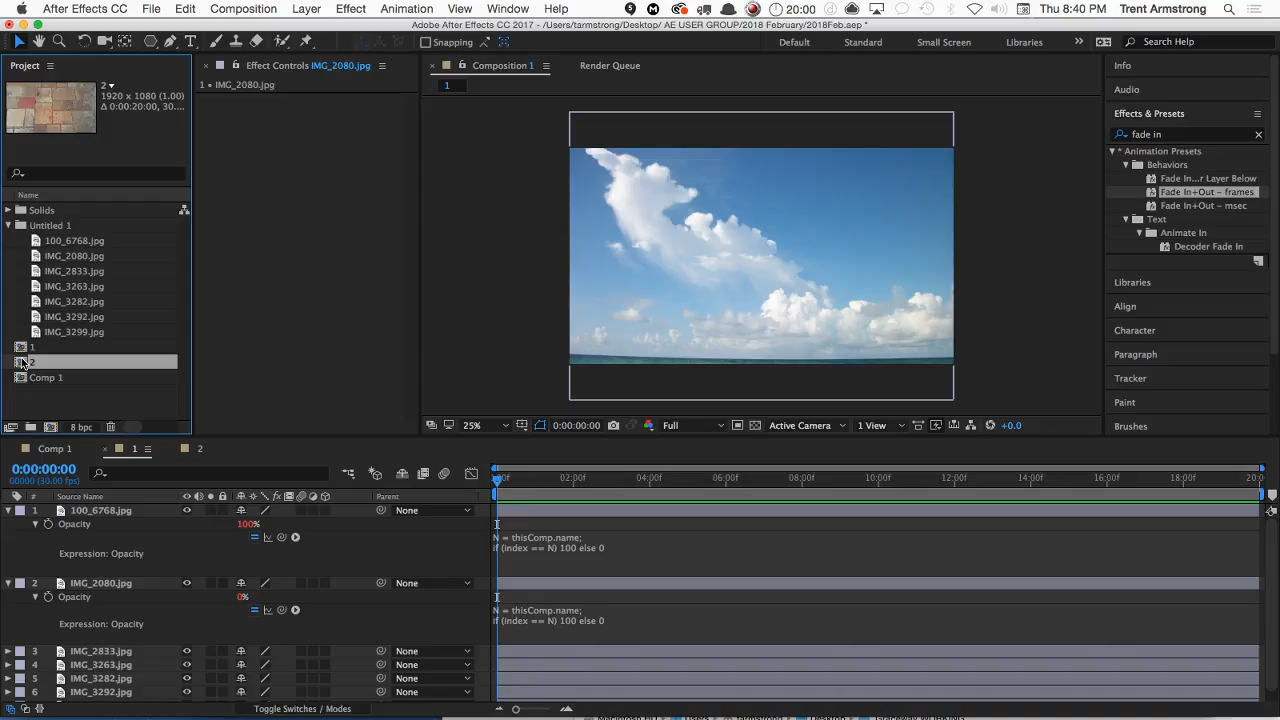 After Effects CC File Edit Composition Layer Effect Animation View Window Help 20:00 Thu 8:40 PM Trent Armstrong
Adobe After Effects CC 2017 - /Users/tarmstrong/Desktop/ AE USER GROUP/2018 February/2018Feb.aep *
Snapping Default Standard Small Screen Libraries Search Help
Project
2
1920 x 1080 (1.00)
Δ 0:00:20:00, 30....
Name
Solids
Untitled 1
100_6768.jpg
IMG_2080.jpg
IMG_2833.jpg
IMG_3263.jpg
IMG_3282.jpg
IMG_3292.jpg
IMG_3299.jpg
1
2
Comp 1
8 bpc
Effect Controls IMG_2080.jpg
1 • IMG_2080.jpg
Composition 1 Render Queue
1
25% 0:00:00:00 Full Active Camera 1 View +0.0
Info
Audio
Effects & Presets
fade in
* Animation Presets
Behaviors
Fade In...r Layer Below
Fade In+Out – frames
Fade In+Out – msec
Text
Animate In
Decoder Fade In
Libraries
Align
Character
Paragraph
Tracker
Paint
Brushes
Comp 1 1 2
0:00:00:00
00000 (30.00 fps)
02:00f 04:00f 06:00f 08:00f 10:00f 12:00f 14:00f 16:00f 18:00f
# Source Name Parent
1 100_6768.jpg None
Opacity 100%
Expression: Opacity
N = thisComp.name;
if (index == N) 100 else 0
2 IMG_2080.jpg None
Opacity 0%
Expression: Opacity
N = thisComp.name;
if (index == N) 100 else 0
3 IMG_2833.jpg None
4 IMG_3263.jpg None
5 IMG_3282.jpg None
6 IMG_3292.jpg None
Toggle Switches / Modes